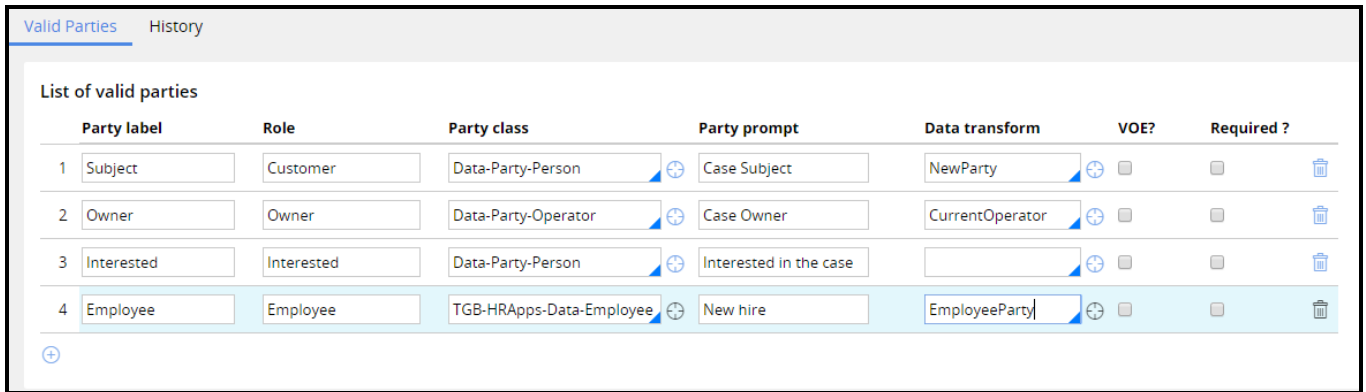 Valid Parties History
List of valid parties
Party label Role Party class Party prompt Data transform VOE? Required ?
1 Subject Customer Data-Party-Person Case Subject NewParty
2 Owner Owner Data-Party-Operator Case Owner CurrentOperator
3 Interested Interested Data-Party-Person Interested in the case
4 Employee Employee TGB-HRApps-Data-Employee New hire EmployeeParty